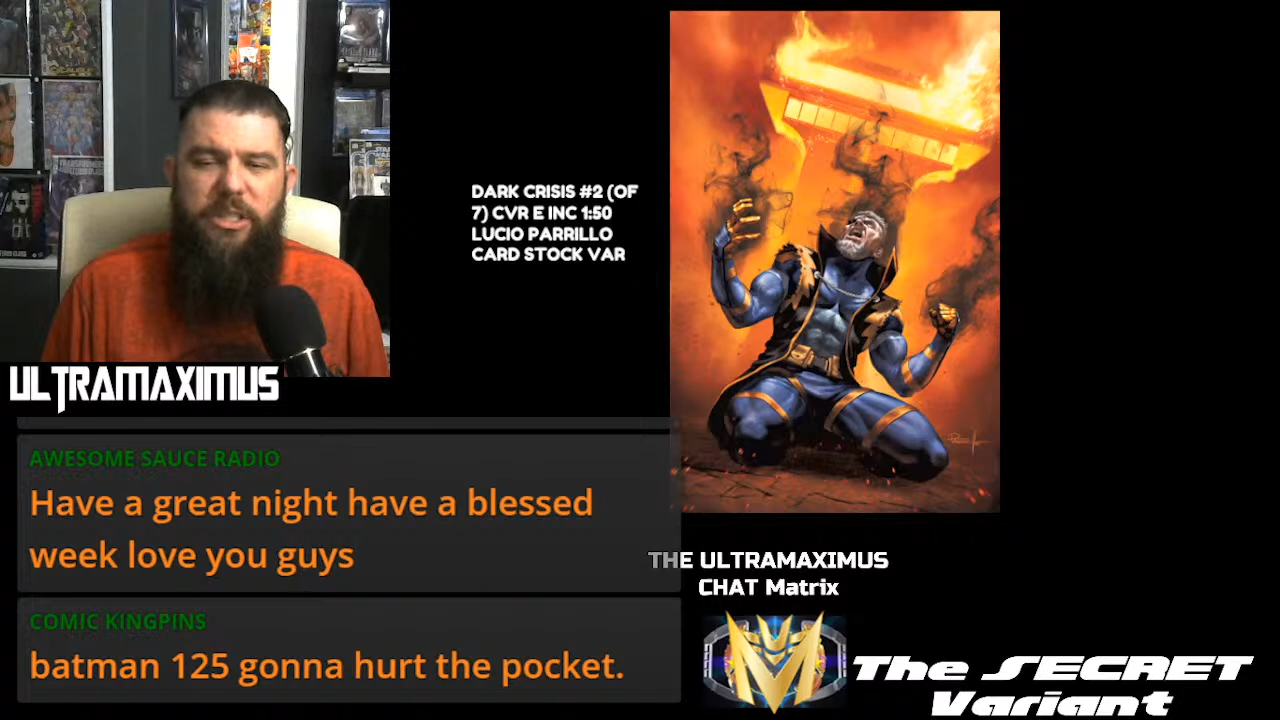 DARK CRISIS #2 (OF
7) CVR E INC 1:50
LUCIO PARRILLO
CARD STOCK VAR
ULTRAMAXIMUS
AWESOME SAUCE RADIO
Have a great night have a blessed
week love you guys
COMIC KINGPINS
batman 125 gonna hurt the pocket.
THE ULTRAMAXIMUS
CHAT Matrix
The SECRET
Variant